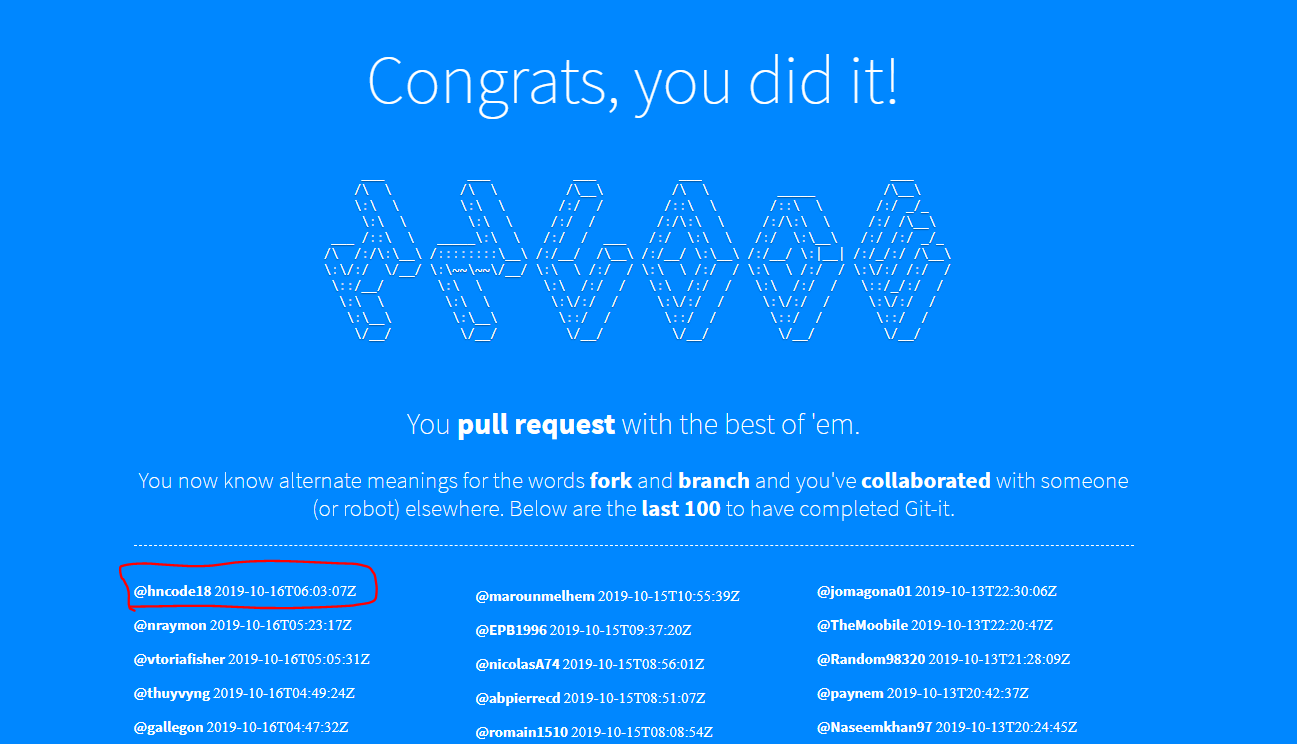 Congrats, you did it!
You pull request with the best of 'em.
You now know alternate meanings for the words fork and branch and you've collaborated with someone
(or robot) elsewhere. Below are the last 100 to have completed Git-it.
@hncode18 2019-10-16T06:03:07Z
@nraymon 2019-10-16T05:23:17Z
@vtoriafisher 2019-10-16T05:05:31Z
@thuyvyng 2019-10-16T04:49:24Z
@gallegon 2019-10-16T04:47:32Z
@marounmelhem 2019-10-15T10:55:39Z
@EPB1996 2019-10-15T09:37:20Z
@nicolasA74 2019-10-15T08:56:01Z
@abpierrecd 2019-10-15T08:51:07Z
@romain1510 2019-10-15T08:08:54Z
@jomagona01 2019-10-13T22:30:06Z
@TheMoobile 2019-10-13T22:20:47Z
@Random98320 2019-10-13T21:28:09Z
@paynem 2019-10-13T20:42:37Z
@Naseemkhan97 2019-10-13T20:24:45Z